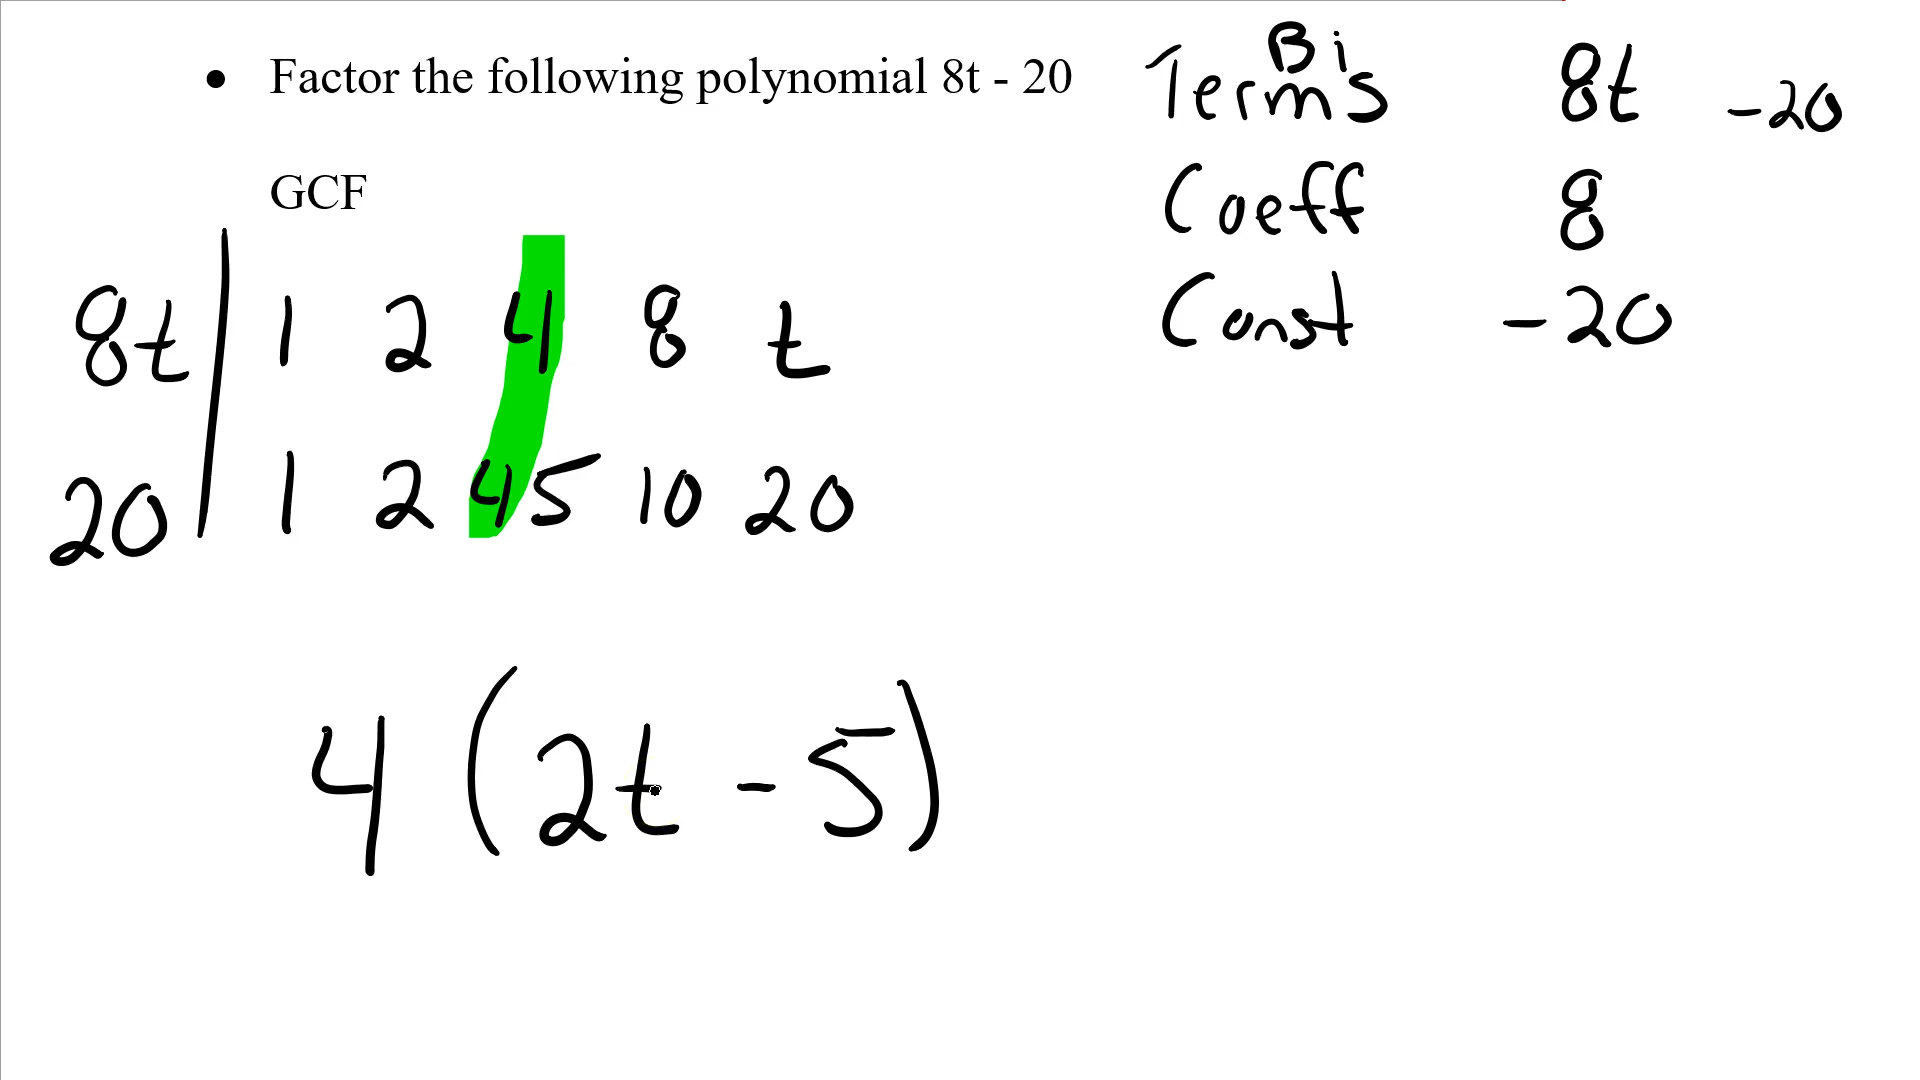 • Factor the following polynomial 8t - 20
GCF
8t | 1 2 4 8 t
20 | 1 2 4 5 10 20
4 (2t - 5)
Bi
Terms 8t -20
Coeff 8
Const -20